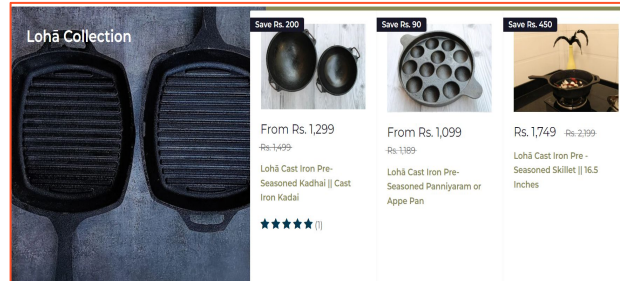 Lohā Collection
Save Rs. 200
From Rs. 1,299
Rs. 1,499
Lohā Cast Iron Pre-
Seasoned Kadhai || Cast
Iron Kadai
(1)
Save Rs. 90
From Rs. 1,099
Rs. 1,189
Lohā Cast Iron Pre-
Seasoned Panniyaram or
Appe Pan
Save Rs. 450
Rs. 1,749 Rs. 2,199
Lohā Cast Iron Pre -
Seasoned Skillet || 16.5
Inches